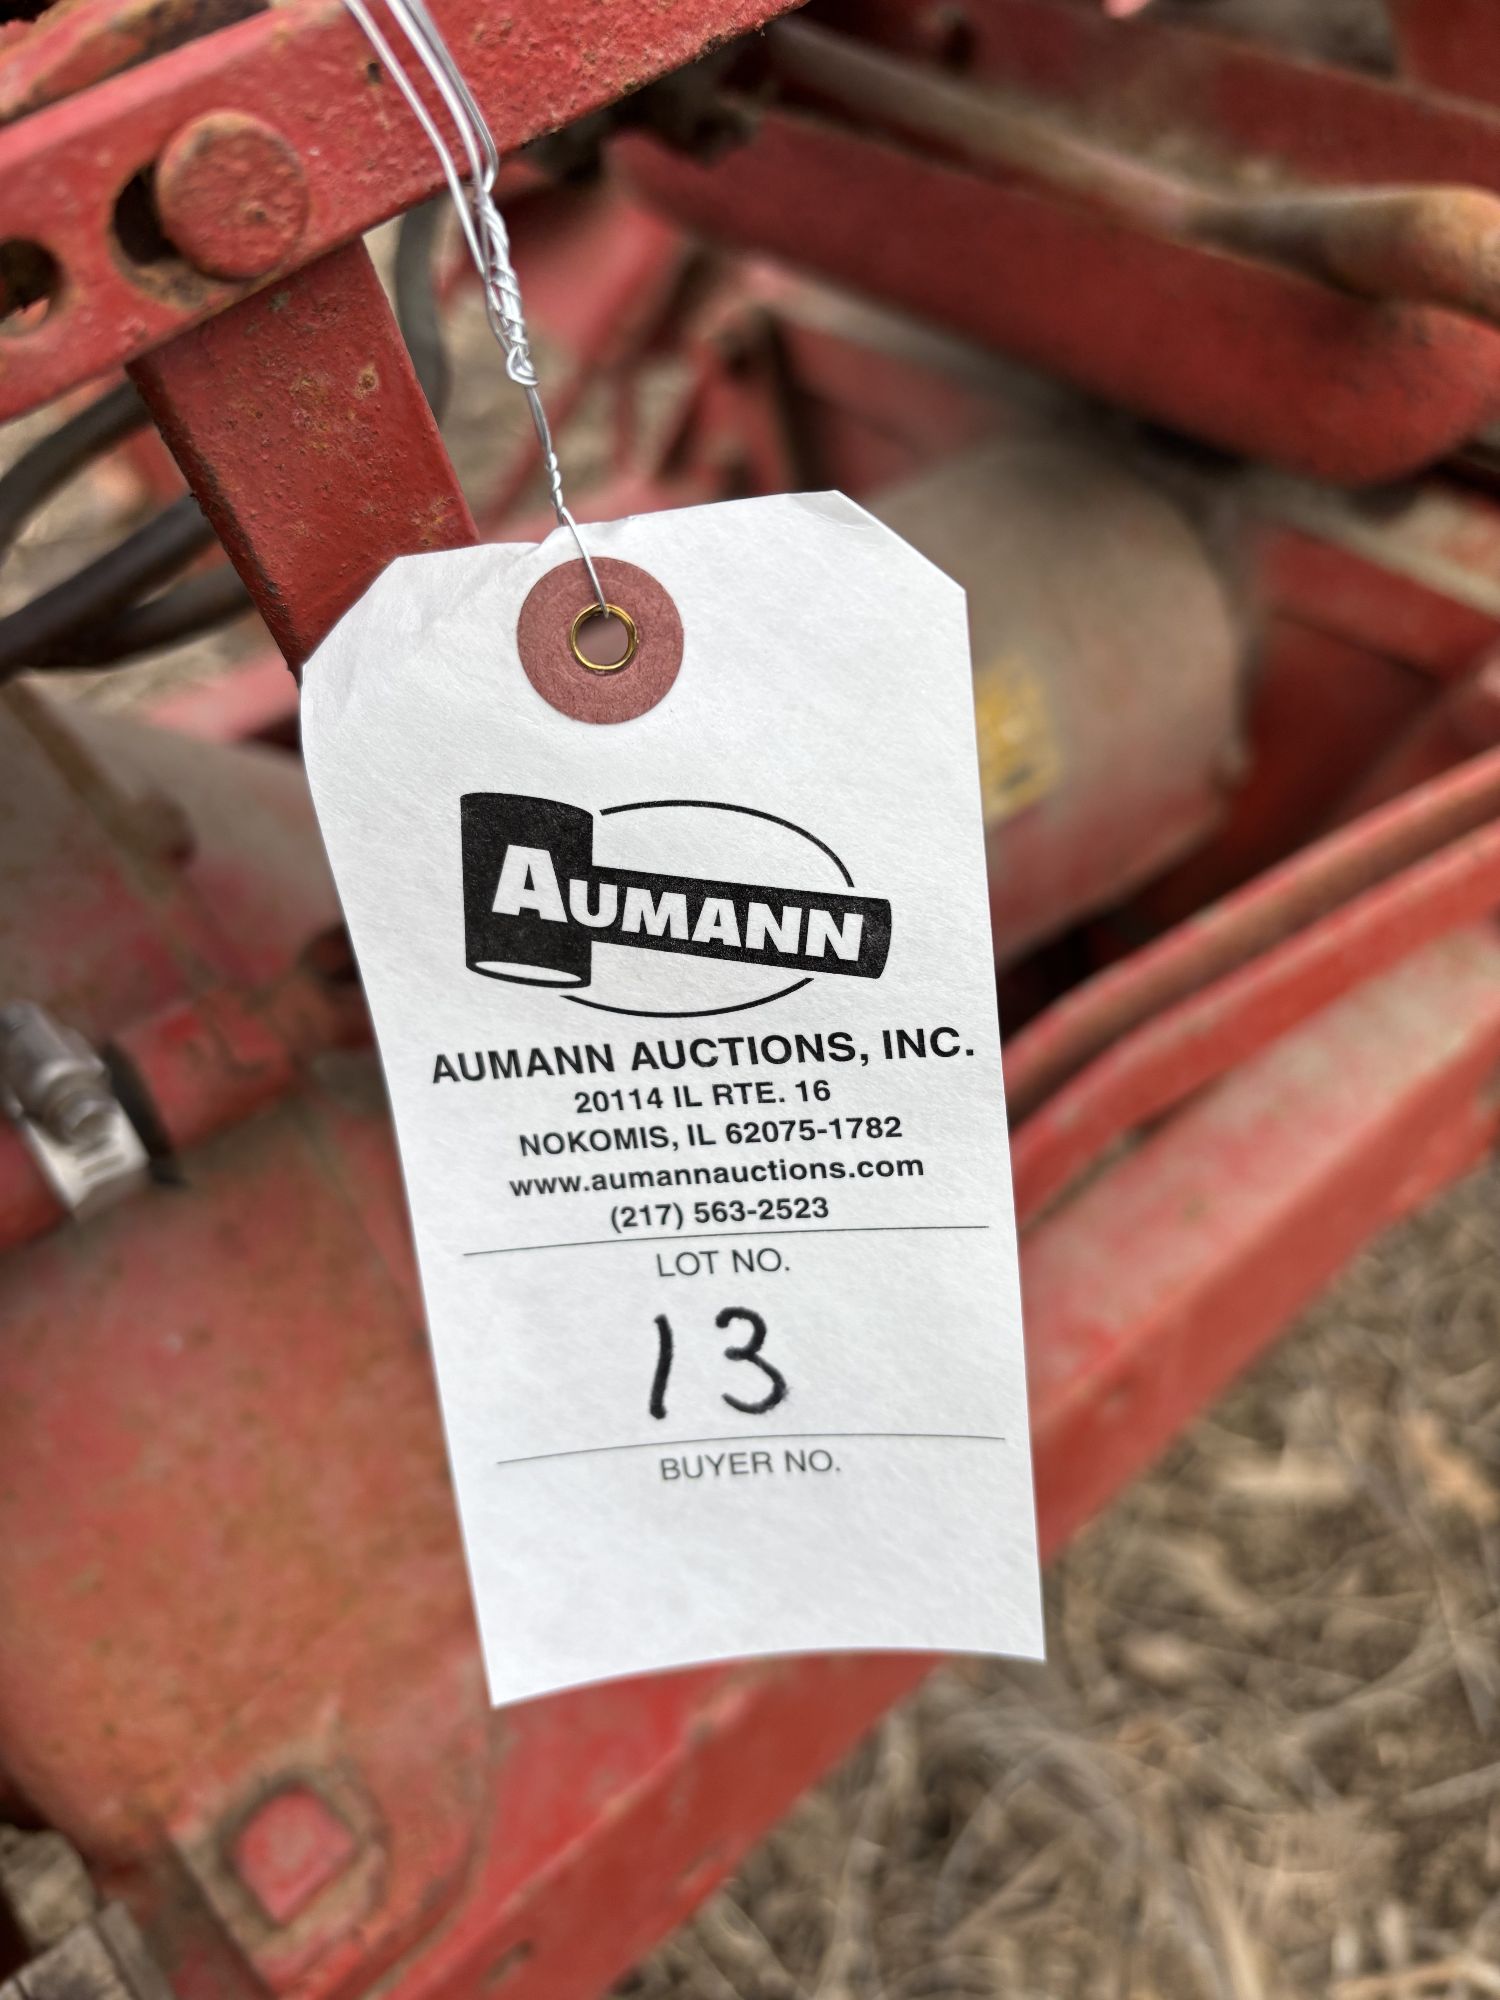 AUMANN
AUMANN AUCTIONS, INC.
20114 IL RTE. 16
NOKOMIS, IL 62075-1782
www.aumannauctions.com
(217) 563-2523
LOT NO.
13
BUYER NO.